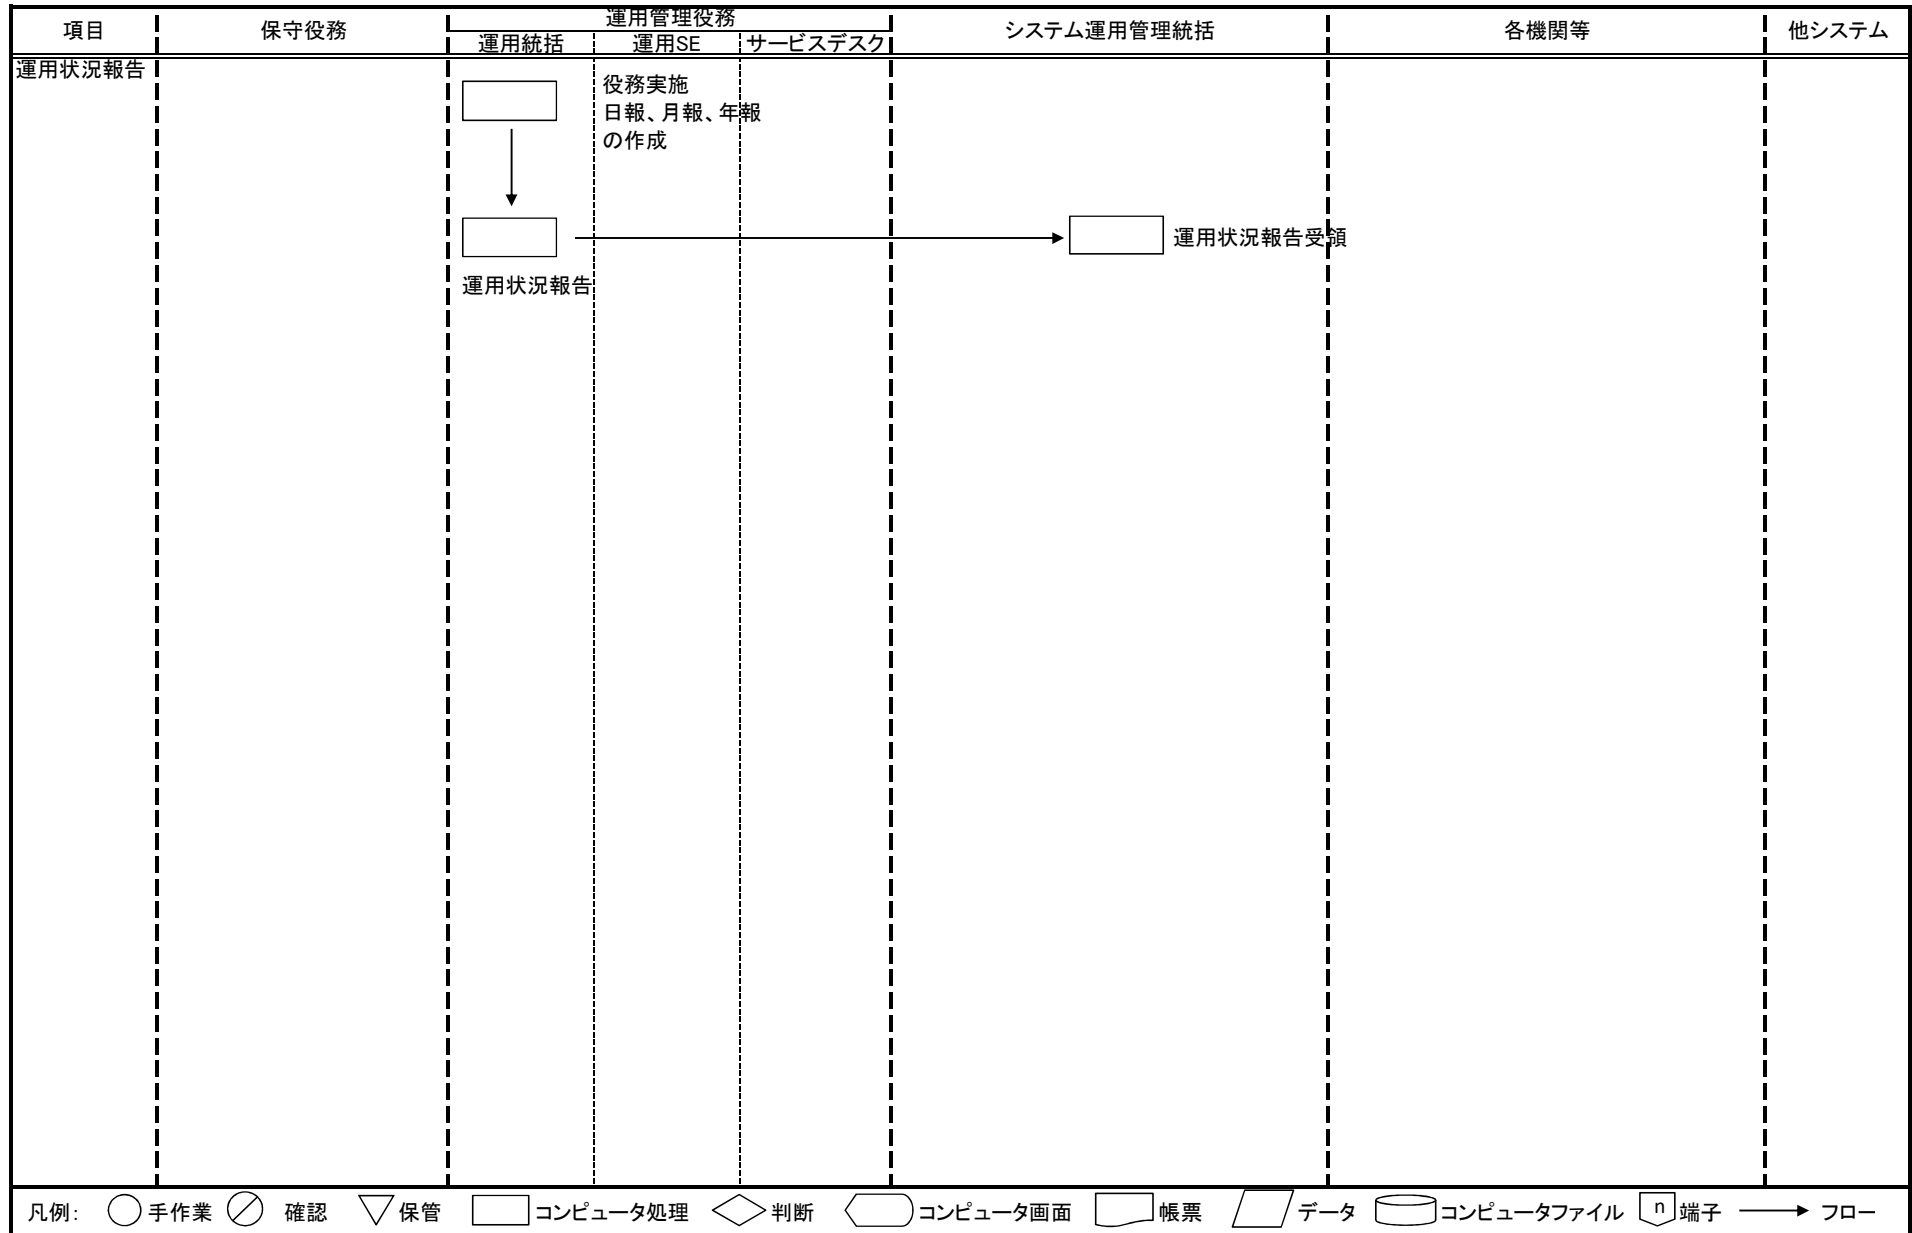 項目
保守役務
運用管理役務
運用統括
運用SE
サービスデスク
システム運用管理統括
各機関等
他システム
運用状況報告
役務実施
日報、月報、年報
の作成
運用状況報告受領
運用状況報告
凡例:
手作業
確認
保管
コンピュータ処理
判断
コンピュータ画面
帳票
データ
コンピュータファイル
n
端子
フロー